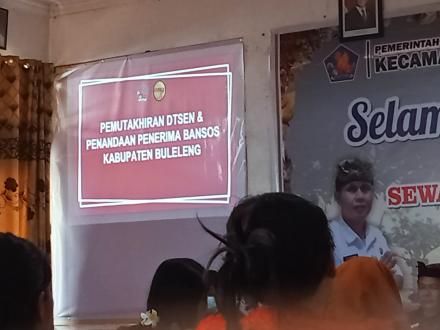 PEMUTAKHIRAN DTSEN &
PENANDAAN PENERIMA BANSOS
KABUPATEN BULELENG
PEMERINTAH
KECAMA
Selam
SEWA